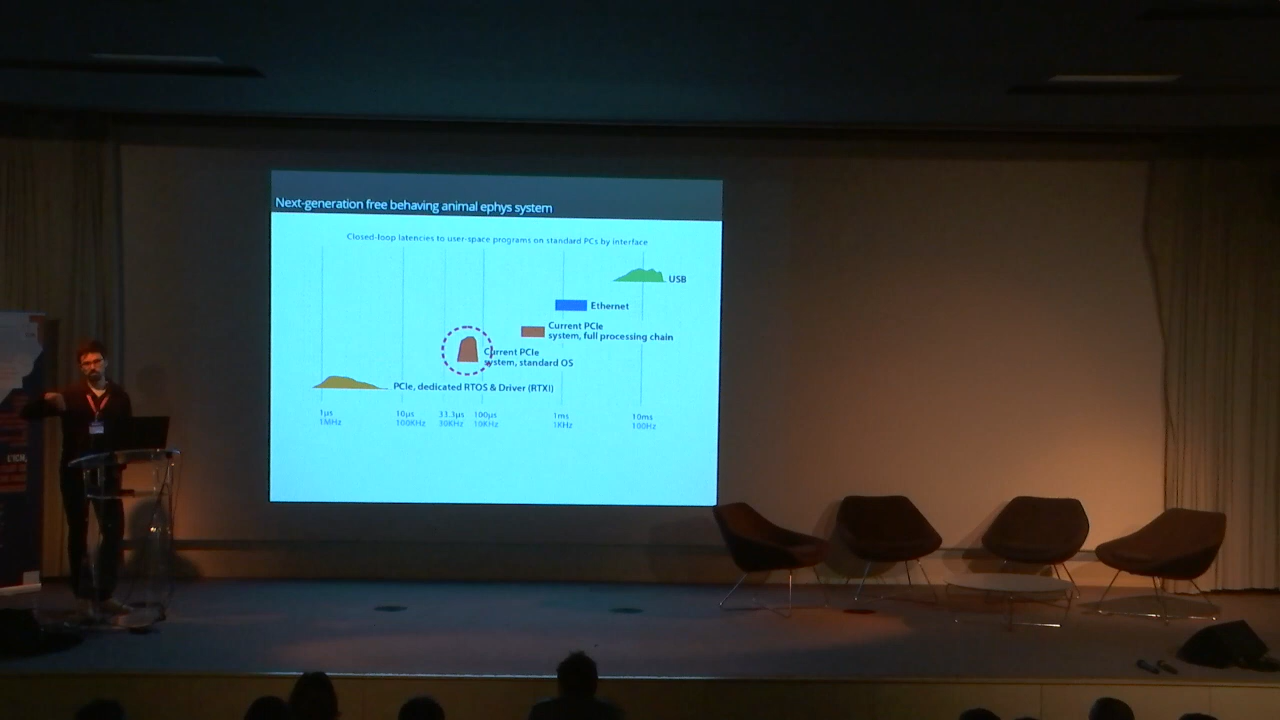 Next-generation free behaving animal ephys system
Closed-loop latencies to user-space programs on standard PCs by interface
USB
Ethernet
Current PCIe
system, full processing chain
Current PCIe
system, standard OS
PCIe, dedicated RTOS & Driver (RTXI)
1µs 10µs 33.3µs 100µs 1ms 10ms
1MHz 100KHz 30KHz 10KHz 1KHz 100Hz